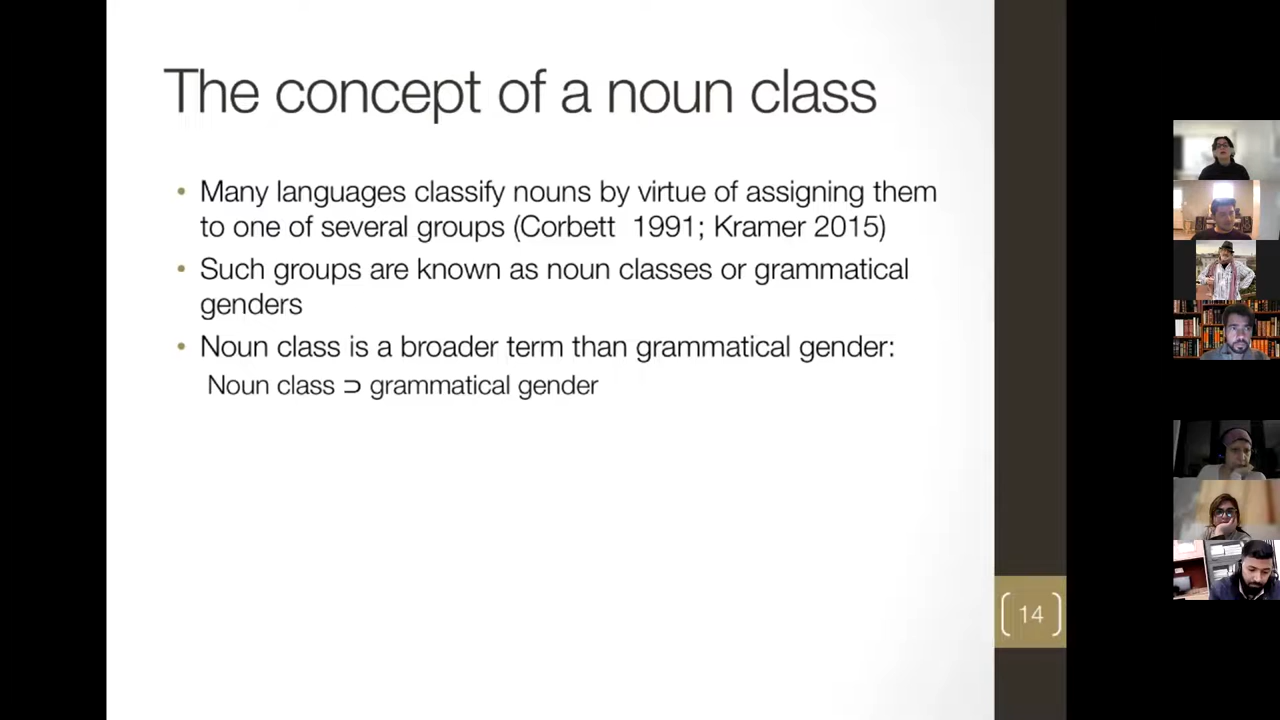 The concept of a noun class
• Many languages classify nouns by virtue of assigning them
to one of several groups (Corbett  1991; Kramer 2015)
• Such groups are known as noun classes or grammatical
genders
• Noun class is a broader term than grammatical gender:
Noun class ⊃ grammatical gender
14